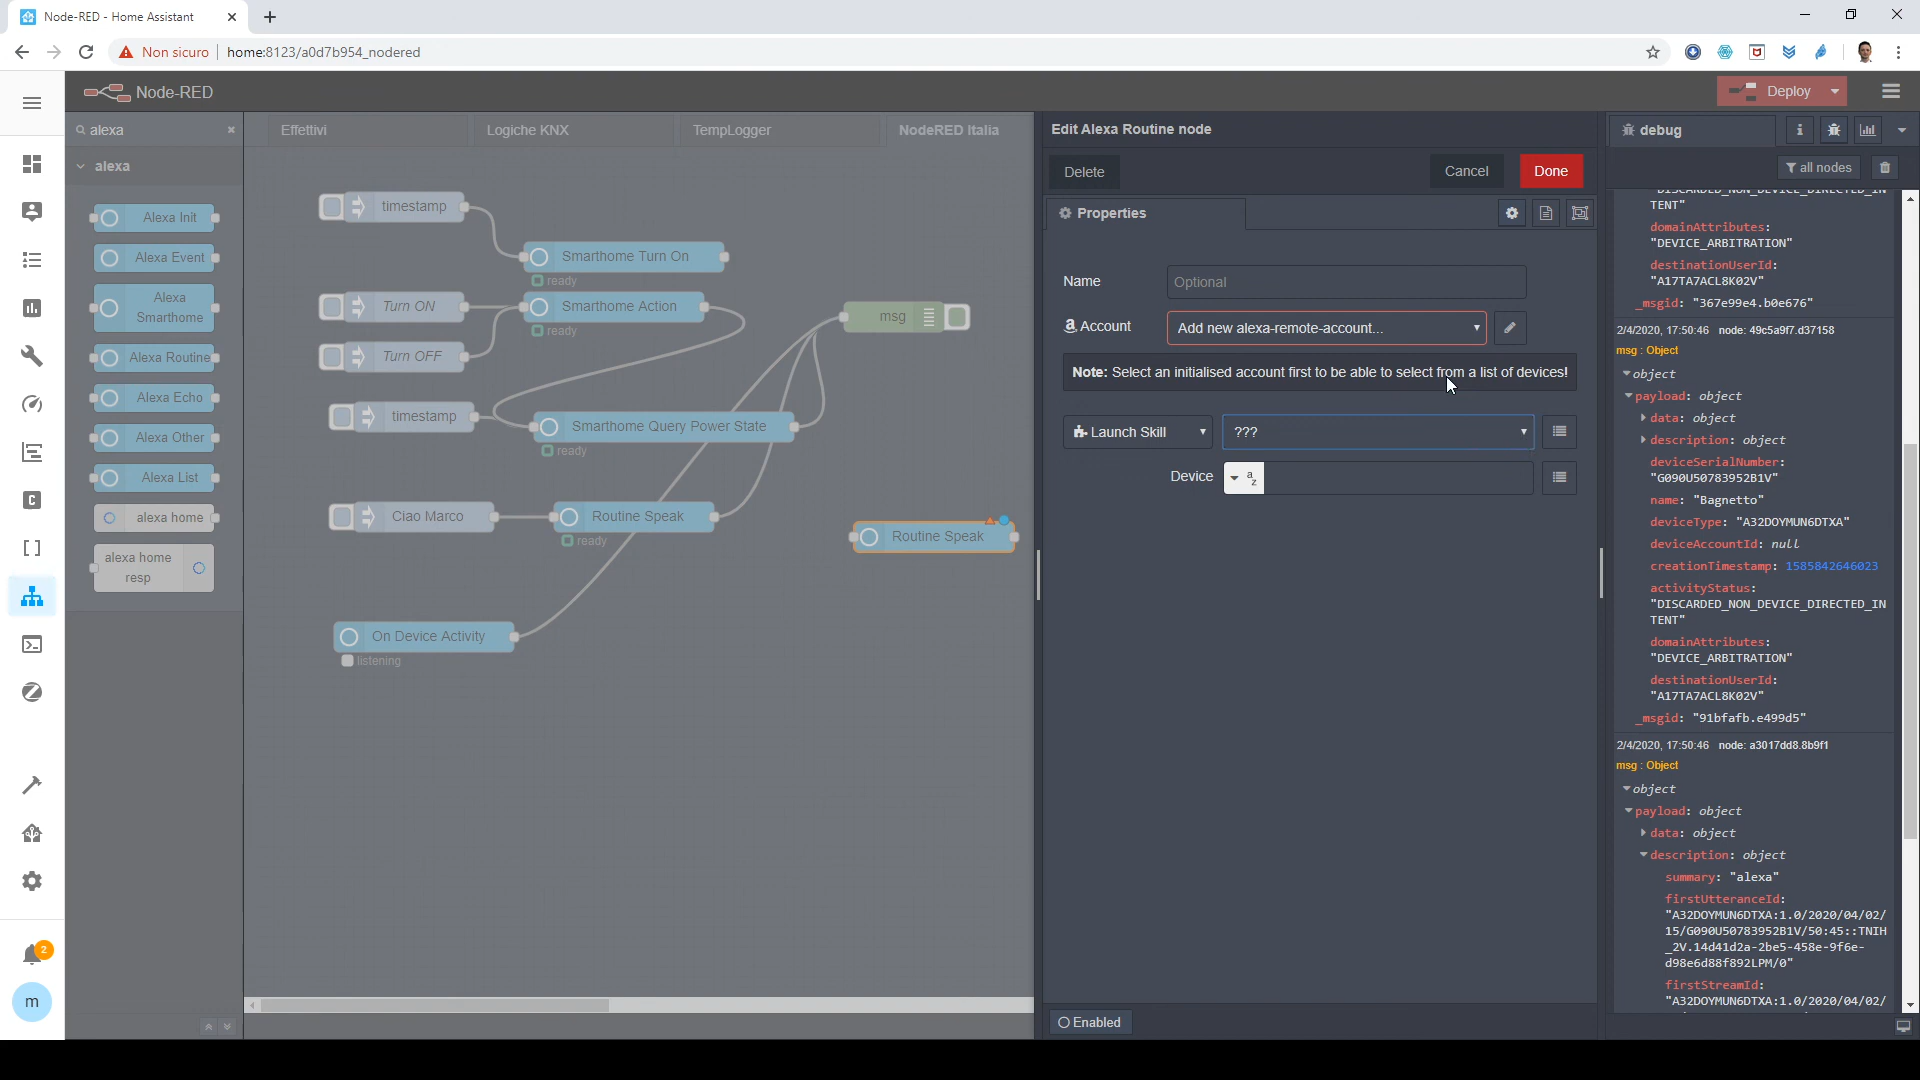 Node-RED - Home Assistant
Non sicuro
home:8123/a0d7b954_nodered
Node-RED
Deploy
alexa
alexa
Alexa Init
Alexa Event
Alexa
Smarthome
Alexa Routine
Alexa Echo
Alexa Other
Alexa List
alexa home
alexa home
resp
2
m
Effettivi
Logiche KNX
TempLogger
NodeRED Italia
timestamp
Smarthome Turn On
ready
Turn ON
Smarthome Action
ready
Turn OFF
msg
timestamp
Smarthome Query Power State
ready
Ciao Marco
Routine Speak
ready
Routine Speak
On Device Activity
listening
Edit Alexa Routine node
Delete
Cancel
Done
Properties
Name
Optional
Account
Add new alexa-remote-account...
Note: Select an initialised account first to be able to select from a list of devices!
Launch Skill
???
Device
a
z
Enabled
debug
all nodes
"DISCARDED_NON_DEVICE_DIRECTED_IN
TENT"
domainAttributes:
"DEVICE_ARBITRATION"
destinationUserId:
"A17TA7ACL8K02V"
_msgid: "367e99e4.b0e676"
2/4/2020, 17:50:46 node: 49c5a9f7.d37158
msg : Object
object
payload: object
data: object
description: object
deviceSerialNumber:
"G090U50783952B1V"
name: "Bagnetto"
deviceType: "A32DOYMUN6DTXA"
deviceAccountId: null
creationTimestamp: 1585842646023
activityStatus:
"DISCARDED_NON_DEVICE_DIRECTED_IN
TENT"
domainAttributes:
"DEVICE_ARBITRATION"
destinationUserId:
"A17TA7ACL8K02V"
_msgid: "91bfafb.e499d5"
2/4/2020, 17:50:46 node: a3017dd8.8b9f1
msg : Object
object
payload: object
data: object
description: object
summary: "alexa"
firstUtteranceId:
"A32DOYMUN6DTXA:1.0/2020/04/02/
15/G090U50783952B1V/50:45::TNIH
_2V.14d41d2a-2be5-458e-9f6e-
d98e6d88f892LPM/0"
firstStreamId:
"A32DOYMUN6DTXA:1.0/2020/04/02/